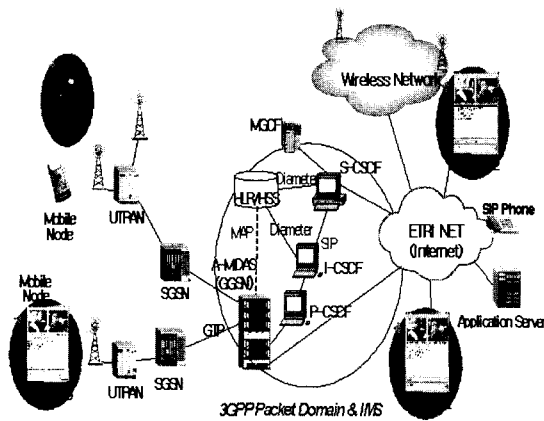 Wireless Network
MGCF
S-CSCF
Diameter
HLR/HSS
SIP Phone
Mobile
Node
UTRAN
MAP
Diameter
SIP
ETRI NET
(Internet)
A-MIDAS
(GGSN)
I-CSCF
Mobile
Node
SGSN
P-CSCF
Application Server
GTP
UTRAN
SGSN
3GPP Packet Domain & IMS